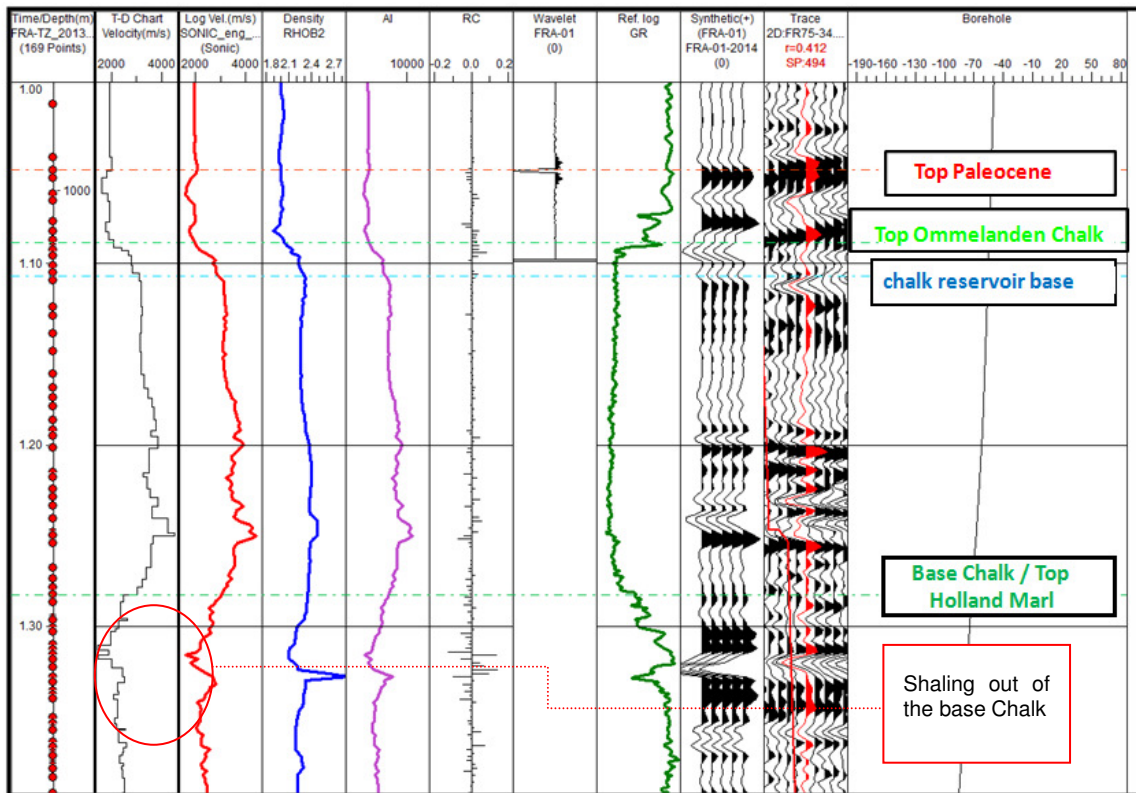 Time/Depth(m)
FRA-TZ_2013...
(169 Points)
T-D Chart
Velocity(m/s)
2000 4000
Log Vel.(m/s)
SONIC_eng_...
(Sonic)
2000 4000
Density
RHOB2
1.8 2.1 2.4 2.7
AI
10000
RC
-0.2 0.0 0.2
Wavelet
FRA-01
(0)
Ref. log
GR
Synthetic(+)
(FRA-01)
FRA-01-2014
(0)
Trace
2D:FR75-34....
r=0.412
SP:494
Borehole
-190 -160 -130 -100 -70 -40 -10 20 50 80
1.00
1000
1.10
1.20
1.30
Top Paleocene
Top Ommelanden Chalk
chalk reservoir base
Base Chalk / Top
Holland Marl
Shaling out of
the base Chalk